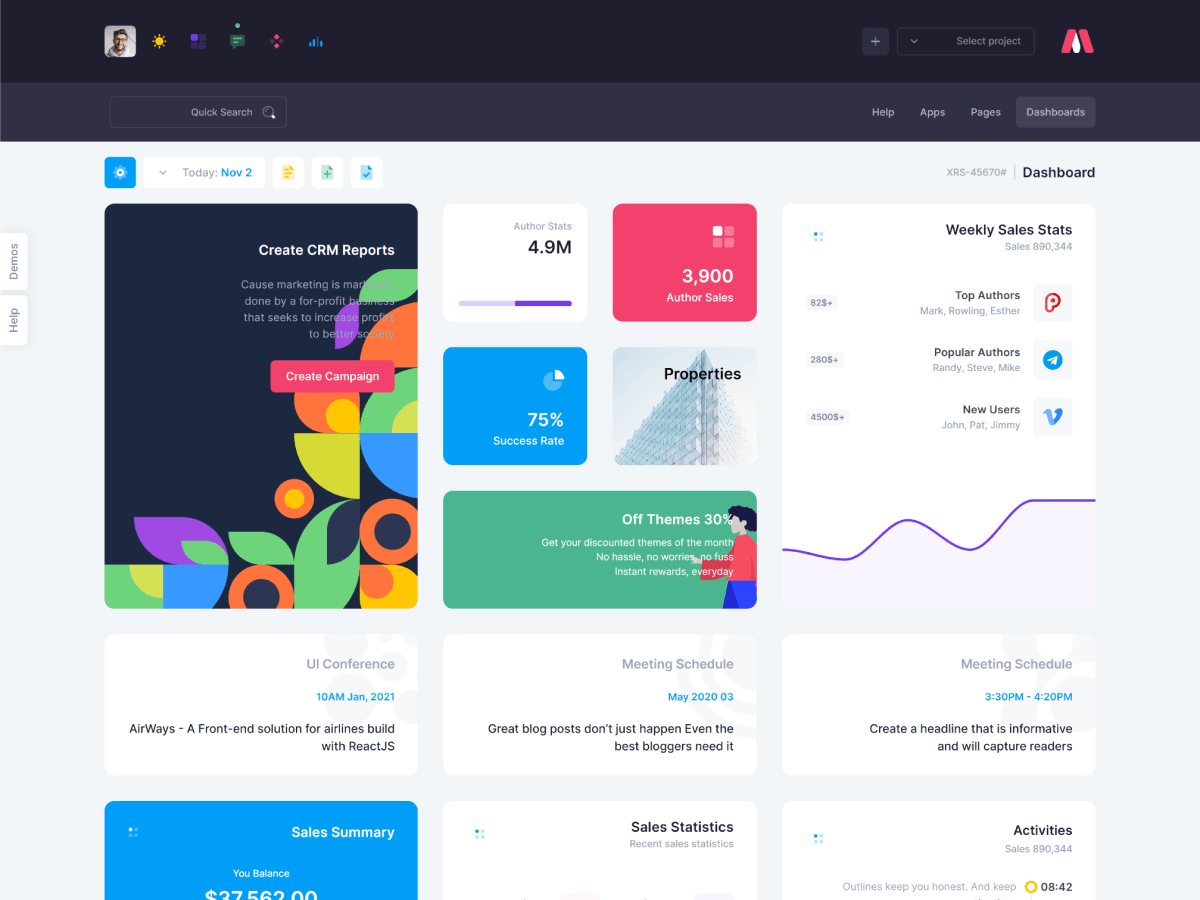 Select project
Quick Search
Help
Apps
Pages
Dashboards
Today: Nov 2
XRS-45670#
Dashboard
Demos
Help
Create CRM Reports
Cause marketing is marketing
done by a for-profit business
that seeks to increase profits
to better society
Create Campaign
Author Stats
4.9M
3,900
Author Sales
75%
Success Rate
Properties
Off Themes 30%
Get your discounted themes of the month
No hassle, no worries, no fuss
Instant rewards, everyday
Weekly Sales Stats
Sales 890,344
82$+
Top Authors
Mark, Rowling, Esther
280$+
Popular Authors
Randy, Steve, Mike
4500$+
New Users
John, Pat, Jimmy
UI Conference
10AM Jan, 2021
AirWays - A Front-end solution for airlines build
with ReactJS
Meeting Schedule
May 2020 03
Great blog posts don’t just happen Even the
best bloggers need it
Meeting Schedule
3:30PM - 4:20PM
Create a headline that is informative
and will capture readers
Sales Summary
You Balance
$37,562.00
Sales Statistics
Recent sales statistics
Activities
Sales 890,344
Outlines keep you honest. And keep
08:42